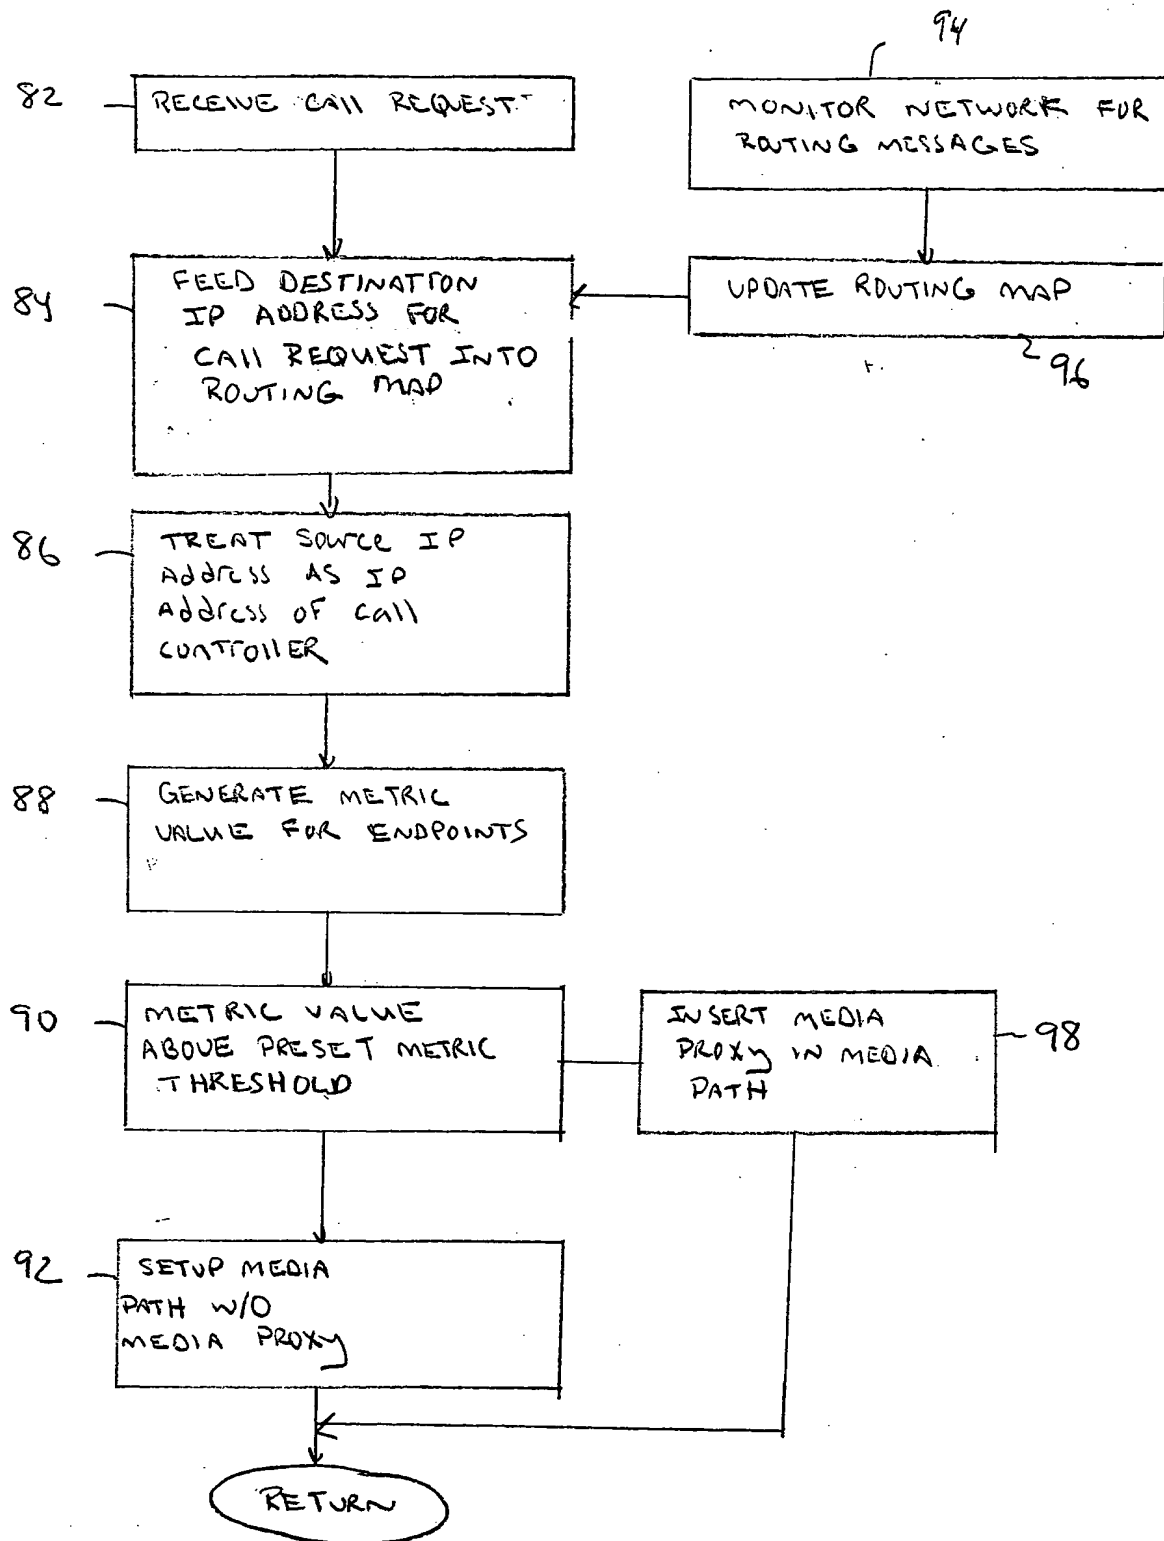 94
82
RECEIVE CALL REQUEST
MONITOR NETWORK FOR
ROUTING MESSAGES
84
FEED DESTINATION
IP ADDRESS FOR
CALL REQUEST INTO
ROUTING MAP
UPDATE ROUTING MAP
96
86
TREAT SOURCE IP
Address AS IP
Address OF CALL
CONTROLLER
88
GENERATE METRIC
VALUE FOR ENDPOINTS
90
METRIC VALUE
ABOVE PRESET METRIC
THRESHOLD
INSERT MEDIA
PROXY IN MEDIA
PATH
98
92
SETUP MEDIA
PATH W/O
MEDIA PROXY
RETURN